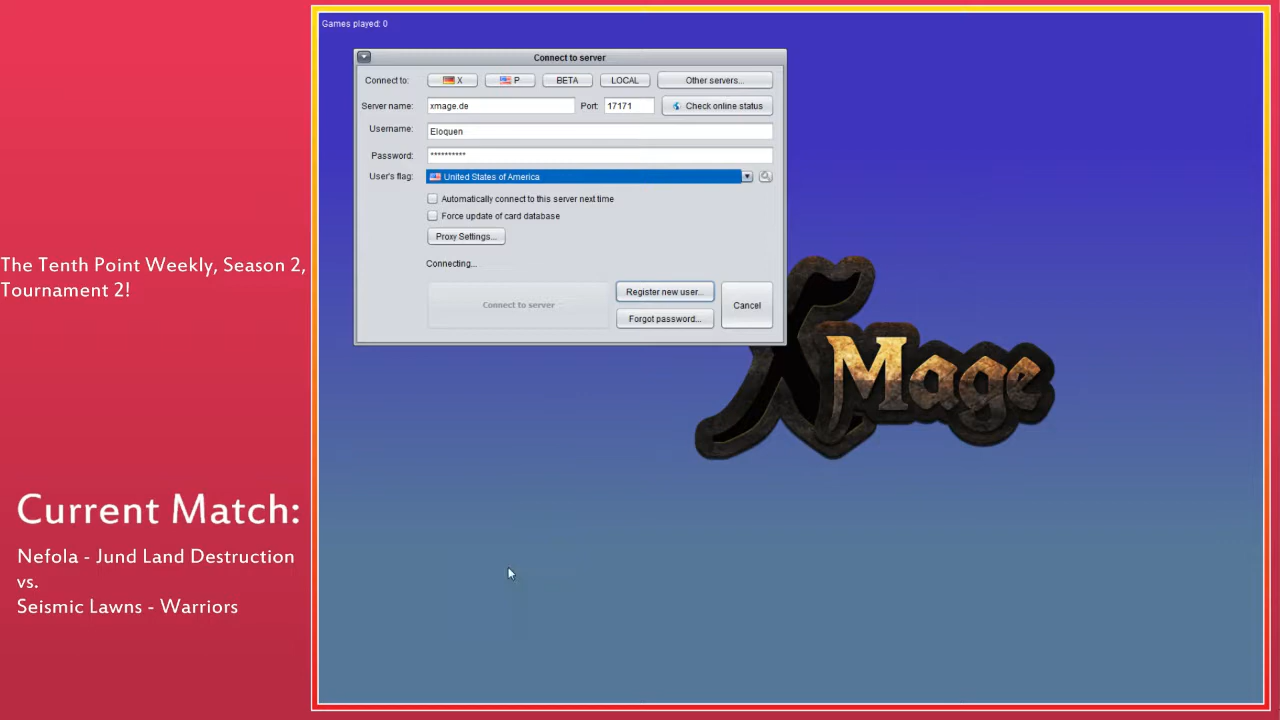 Games played: 0
Connect to server
Connect to: X P BETA LOCAL Other servers...
Server name: xmage.de Port: 17171 Check online status
Username: Eloquen
Password: **********
User's flag: United States of America
Automatically connect to this server next time
Force update of card database
Proxy Settings...
Connecting...
Connect to server
Register new user...
Forgot password...
Cancel
XMage
The Tenth Point Weekly, Season 2,
Tournament 2!
Current Match:
Nefola - Jund Land Destruction
vs.
Seismic Lawns - Warriors